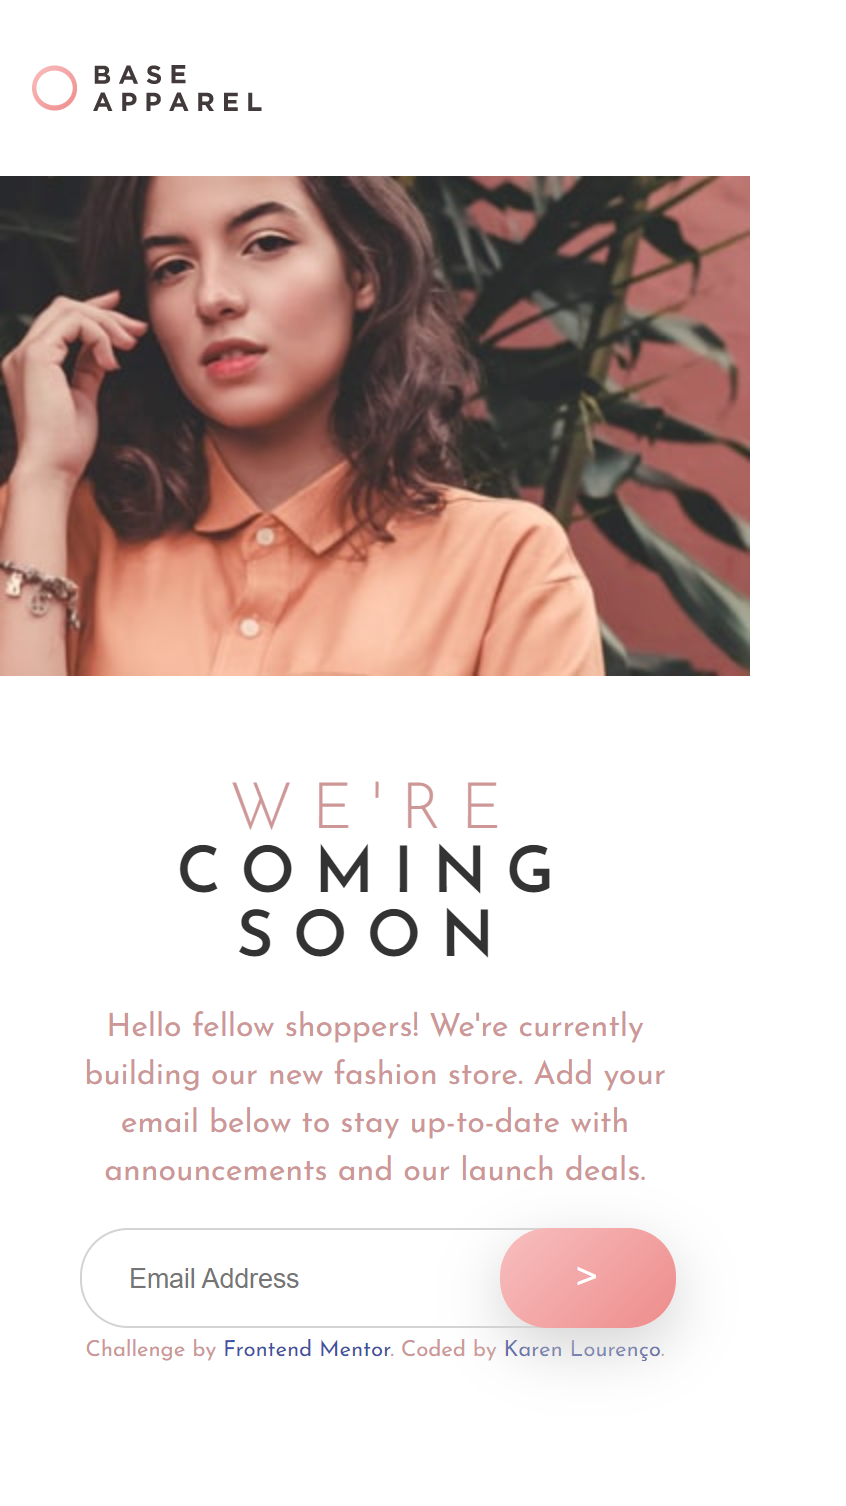 BASE
APPAREL
WE'RE
COMING
SOON
Hello fellow shoppers! We're currently
building our new fashion store. Add your
email below to stay up-to-date with
announcements and our launch deals.
Email Address >
Challenge by Frontend Mentor. Coded by Karen Lourenço.